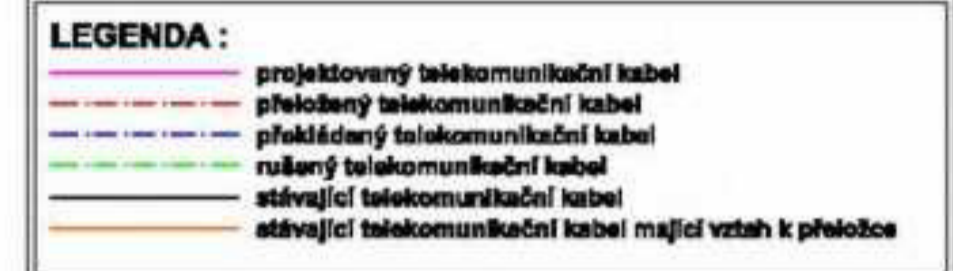 LEGENDA :
projektovaný telekomunikační kabel
přeložený telekomunikační kabel
překládaný telekomunikační kabel
rušený telekomunikační kabel
stávající telekomunikační kabel
stávající telekomunikační kabel mající vztah k přeložce